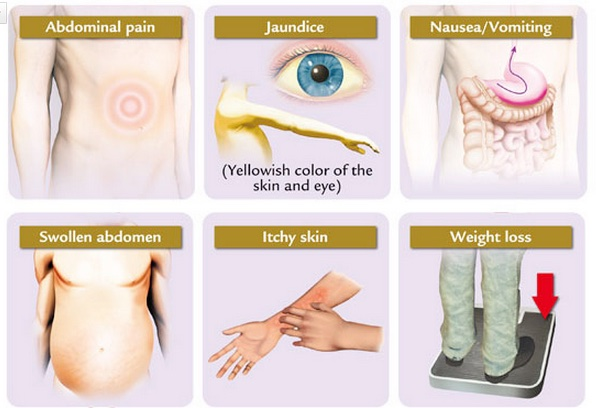 Abdominal pain
Jaundice
Nausea/Vomiting
(Yellowish color of the
skin and eye)
Swollen abdomen
Itchy skin
Weight loss